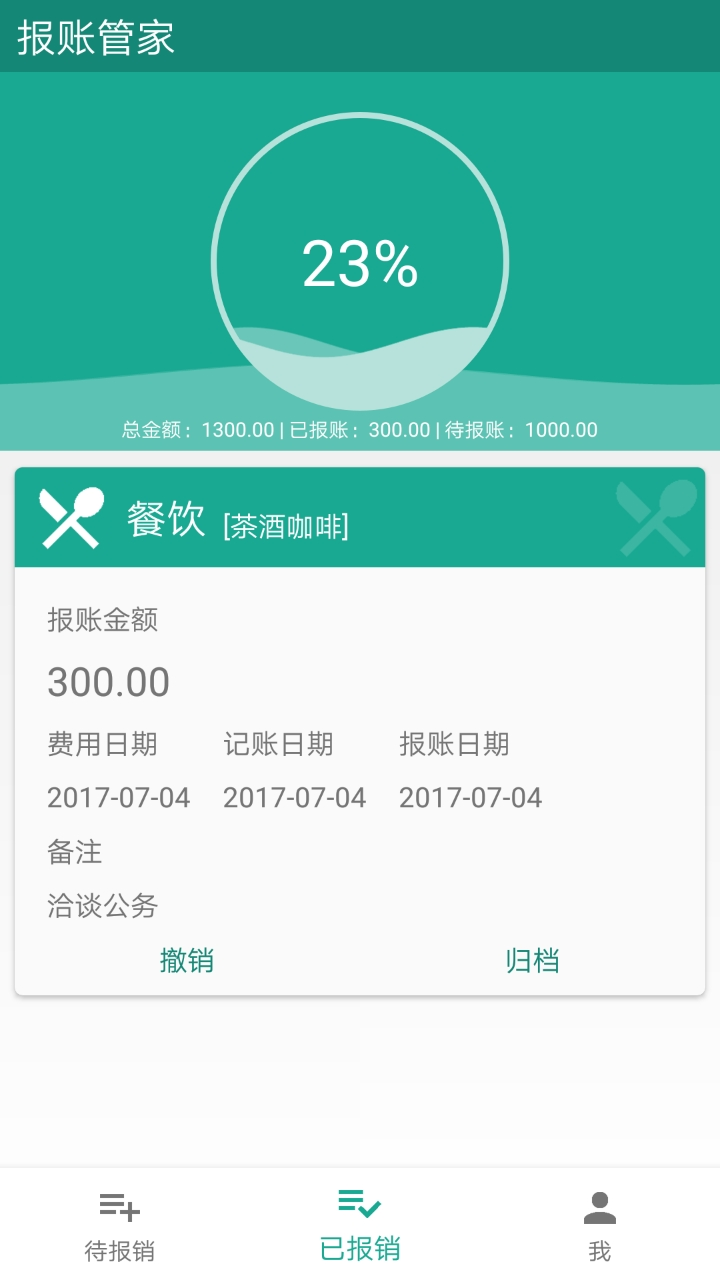 报账管家
23%
总金额：1300.00 | 已报账：300.00 | 待报账：1000.00
餐饮 [茶酒咖啡]
报账金额
300.00
费用日期 记账日期 报账日期
2017-07-04 2017-07-04 2017-07-04
备注
洽谈公务
撤销 归档
待报销 已报销 我